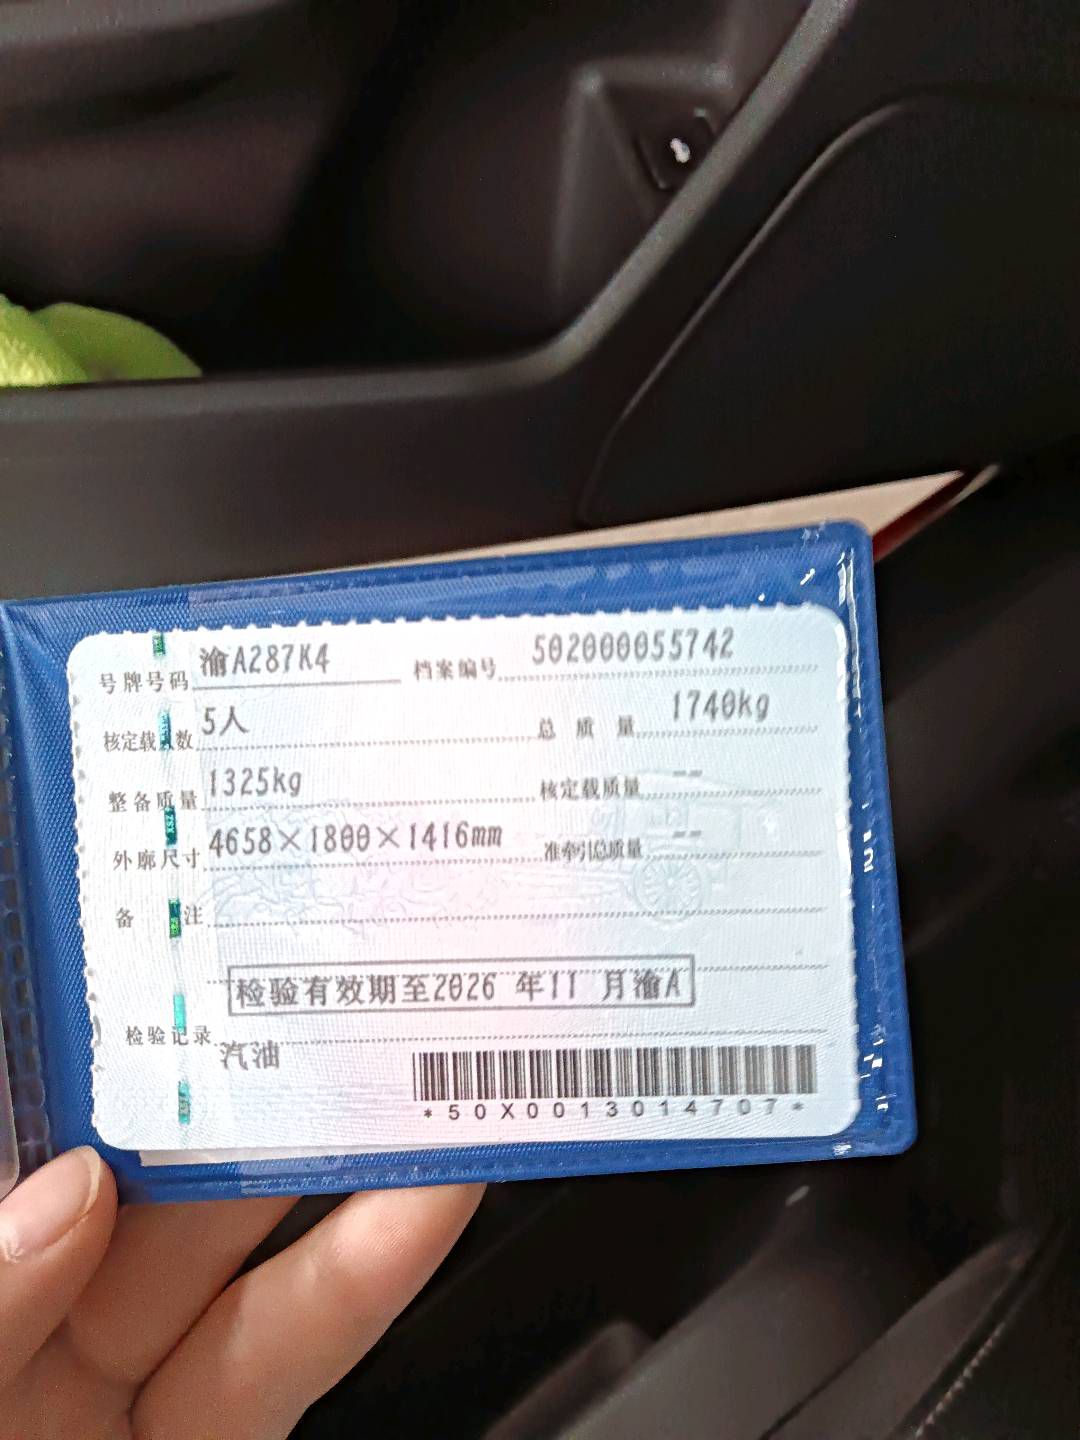 号牌号码 渝A287K4 档案编号 502000055742
核定载人数 5人 总质量 1740kg
整备质量 1325kg 核定载质量 --
外廓尺寸 4658×1800×1416mm 准牵引总质量 --
备注
检验有效期至2026 年11 月渝A
检验记录
汽油
*50X0013014707*